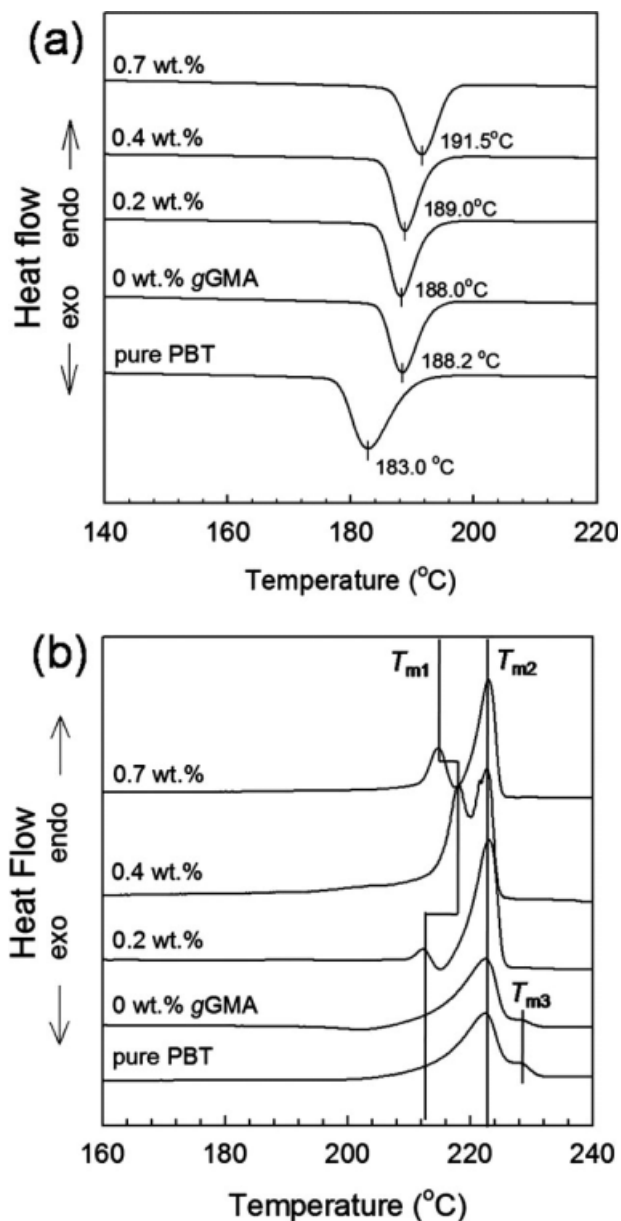 (a)
0.7 wt.%
191.5°C
0.4 wt.%
189.0°C
0.2 wt.%
188.0°C
0 wt.% gGMA
188.2 °C
pure PBT
183.0 °C
Heat flow
exo endo
140 160 180 200 220
Temperature (°C)
(b)
Tm1 Tm2
0.7 wt.%
0.4 wt.%
0.2 wt.%
0 wt.% gGMA
Tm3
pure PBT
Heat Flow
exo endo
160 180 200 220 240
Temperature (°C)